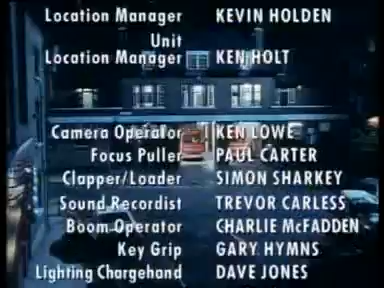 Location Manager KEVIN HOLDEN
Unit
Location Manager KEN HOLT
Camera Operator KEN LOWE
Focus Puller PAUL CARTER
Clapper/Loader SIMON SHARKEY
Sound Recordist TREVOR CARLESS
Boom Operator CHARLIE McFADDEN
Key Grip GARY HYMNS
Lighting Chargehand DAVE JONES